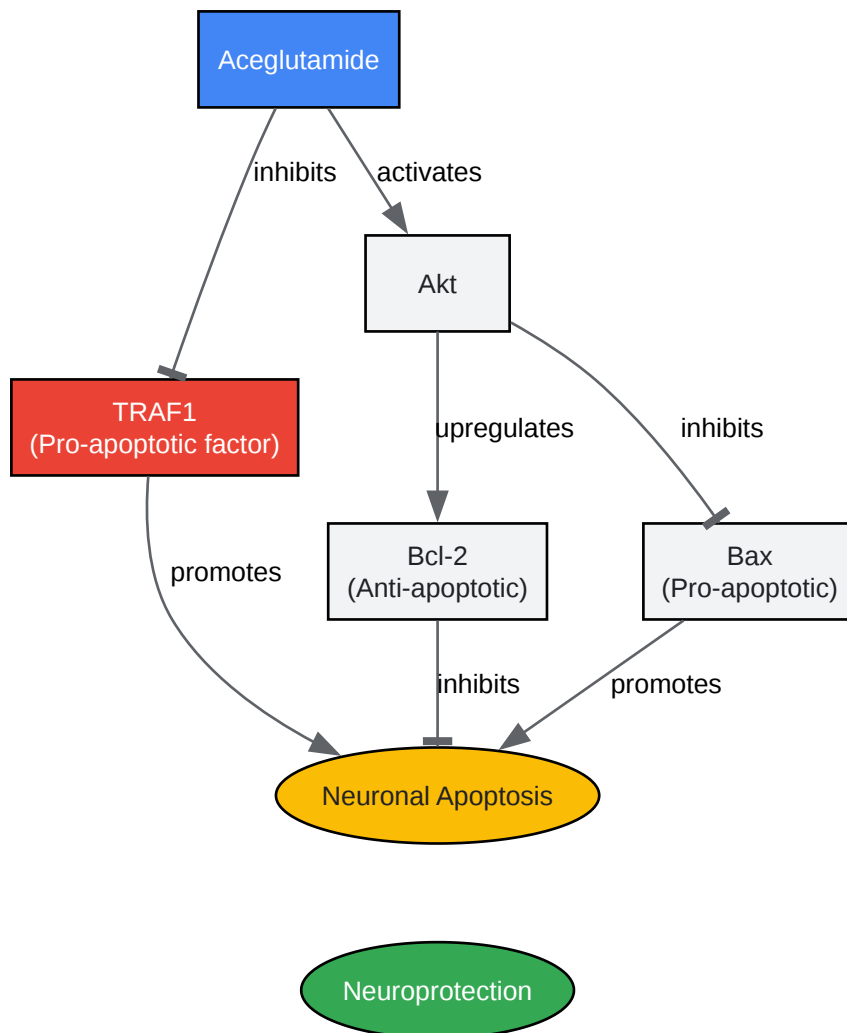 Aceglutamide
inhibits
activates
Akt
TRAF1
(Pro-apoptotic factor)
upregulates
inhibits
promotes
Bcl-2
(Anti-apoptotic)
Bax
(Pro-apoptotic)
inhibits
promotes
Neuronal Apoptosis
Neuroprotection